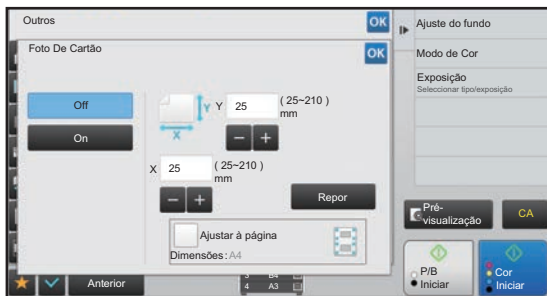 Outros
OK
Foto De Cartão
OK
Off
On
Y
X
Y 25 ( 25~210 )
mm
X 25 ( 25~210 )
mm
Repor
Ajustar à página
Dimensões: A4
Anterior
4 A3
Ajuste do fundo
Modo de Cor
Exposição
Seleccionar tipo/exposição
Pré-
visualização
CA
P/B
Iniciar
Cor
Iniciar